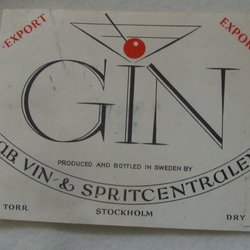 EXPORT EXPORT
GIN
PRODUCED AND BOTTLED IN SWEDEN BY
AB VIN- & SPRITCENTRALEN
TORR STOCKHOLM DRY